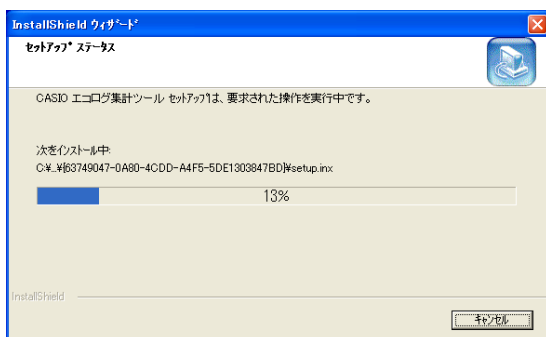 InstallShield ウィザード
セットアップ ステータス
CASIO エコログ集計ツール セットアップは、要求された操作を実行中です。
次をインストール中:
C:¥...¥{63749047-0A80-4CDD-A4F5-5DE1303847BD}¥setup.inx
13%
InstallShield
キャンセル